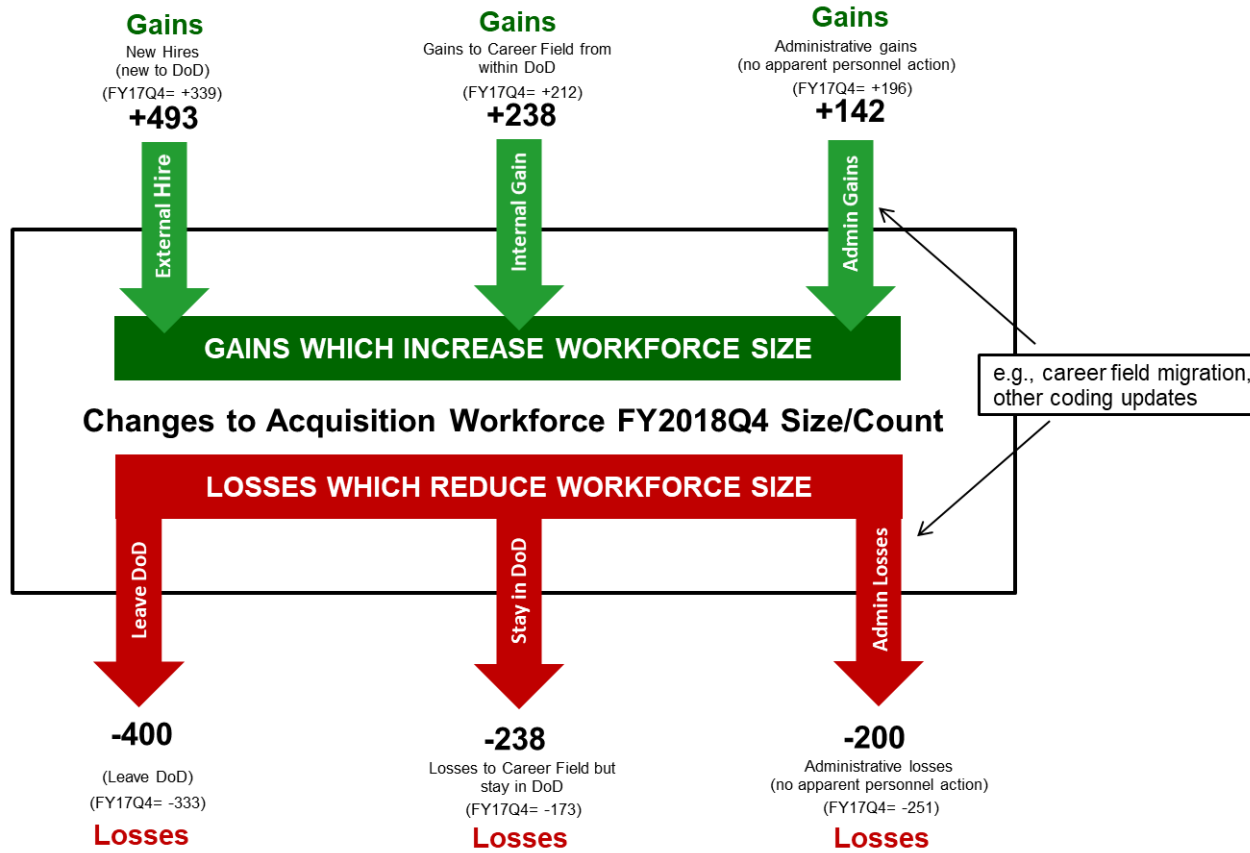 Gains
New Hires
(new to DoD)
(FY17Q4= +339)
+493
External Hire
Gains
Gains to Career Field from
within DoD
(FY17Q4= +212)
+238
Internal Gain
Gains
Administrative gains
(no apparent personnel action)
(FY17Q4= +196)
+142
Admin Gains
GAINS WHICH INCREASE WORKFORCE SIZE
e.g., career field migration,
other coding updates
Changes to Acquisition Workforce FY2018Q4 Size/Count
LOSSES WHICH REDUCE WORKFORCE SIZE
Leave DoD
-400
(Leave DoD)
(FY17Q4= -333)
Losses
Stay in DoD
-238
Losses to Career Field but
stay in DoD
(FY17Q4= -173)
Losses
Admin Losses
-200
Administrative losses
(no apparent personnel action)
(FY17Q4= -251)
Losses